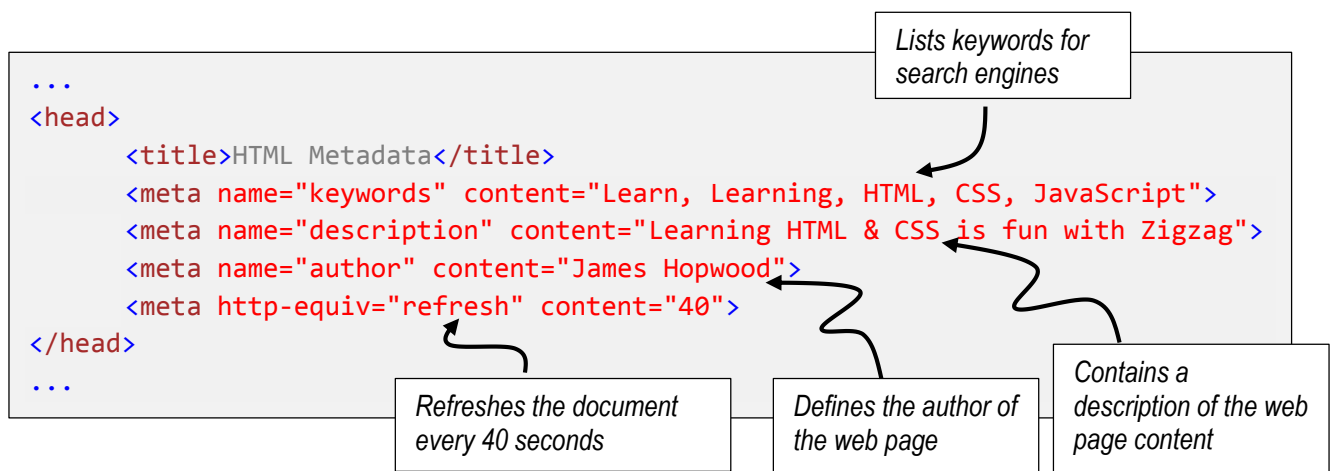 Lists keywords for
search engines
...
<head>
<title>HTML Metadata</title>
<meta name="keywords" content="Learn, Learning, HTML, CSS, JavaScript">
<meta name="description" content="Learning HTML & CSS is fun with Zigzag">
<meta name="author" content="James Hopwood">
<meta http-equiv="refresh" content="40">
</head>
...
Refreshes the document
every 40 seconds
Defines the author of
the web page
Contains a
description of the web
page content